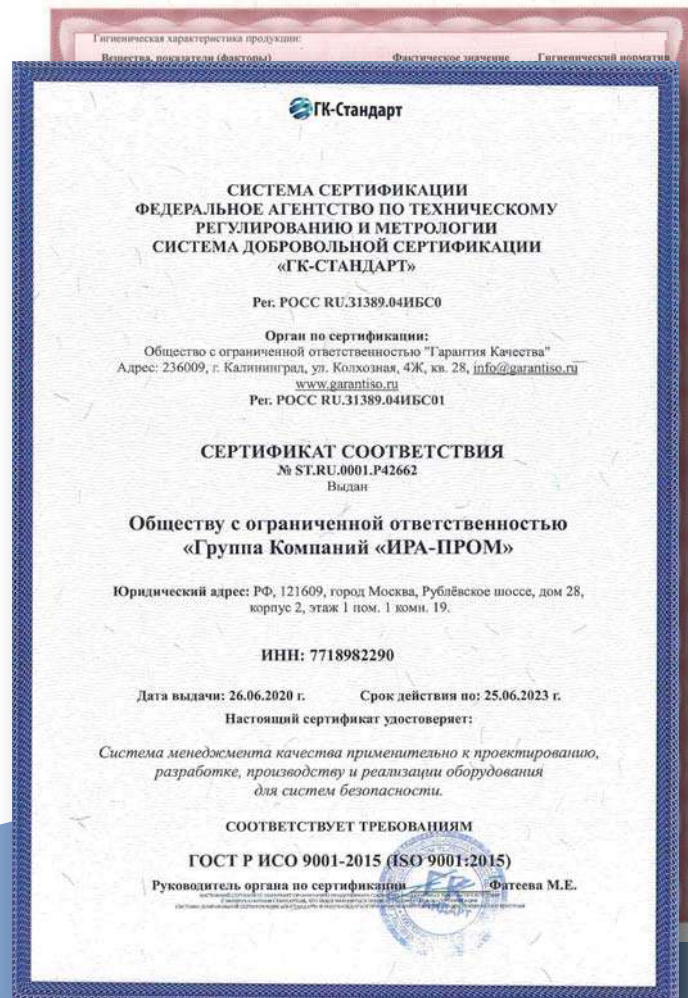 Гигиеническая характеристика продукции:
Вещества, показатели (факторы) Фактическое значение Гигиенический норматив
ГК-Стандарт
СИСТЕМА СЕРТИФИКАЦИИ
ФЕДЕРАЛЬНОЕ АГЕНТСТВО ПО ТЕХНИЧЕСКОМУ
РЕГУЛИРОВАНИЮ И МЕТРОЛОГИИ
СИСТЕМА ДОБРОВОЛЬНОЙ СЕРТИФИКАЦИИ
«ГК-СТАНДАРТ»
Рег. РОСС RU.31389.04ИБС0
Орган по сертификации:
Общество с ограниченной ответственностью "Гарантия Качества"
Адрес: 236009, г. Калининград, ул. Колхозная, 4Ж, кв. 28, info@garantiso.ru
www.garantiso.ru
Рег. РОСС RU.31389.04ИБС01
СЕРТИФИКАТ СООТВЕТСТВИЯ
№ ST.RU.0001.P42662
Выдан
Обществу с ограниченной ответственностью
«Группа Компаний «ИРА-ПРОМ»
Юридический адрес: РФ, 121609, город Москва, Рублёвское шоссе, дом 28,
корпус 2, этаж 1 пом. 1 комн. 19.
ИНН: 7718982290
Дата выдачи: 26.06.2020 г. Срок действия по: 25.06.2023 г.
Настоящий сертификат удостоверяет:
Система менеджмента качества применительно к проектированию,
разработке, производству и реализации оборудования
для систем безопасности.
СООТВЕТСТВУЕТ ТРЕБОВАНИЯМ
ГОСТ Р ИСО 9001-2015 (ISO 9001:2015)
Руководитель органа по сертификации Фатеева М.Е.